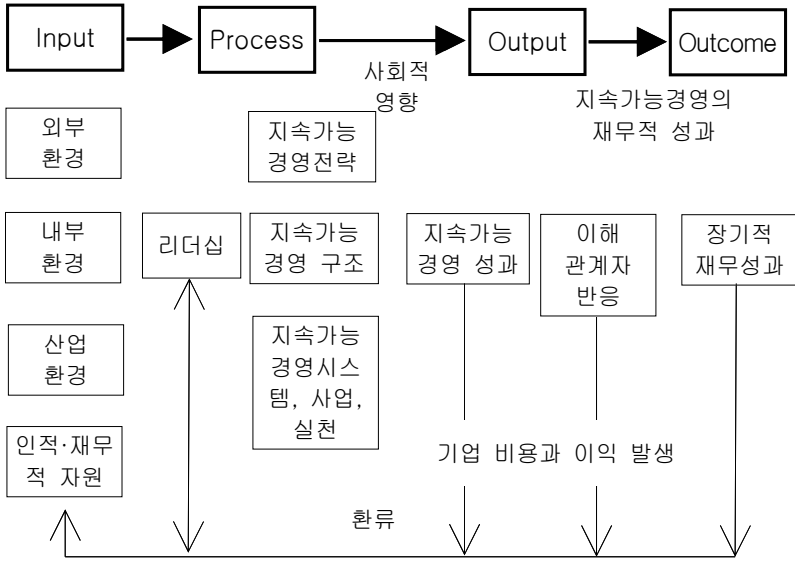 Input
Process
Output
Outcome
사회적
영향
지속가능경영의
재무적 성과
외부
환경
지속가능
경영전략
내부
환경
리더십
지속가능
경영 구조
지속가능
경영 성과
이해
관계자
반응
장기적
재무성과
산업
환경
지속가능
경영시스
템, 사업,
실천
인적·재무
적 자원
기업 비용과 이익 발생
환류